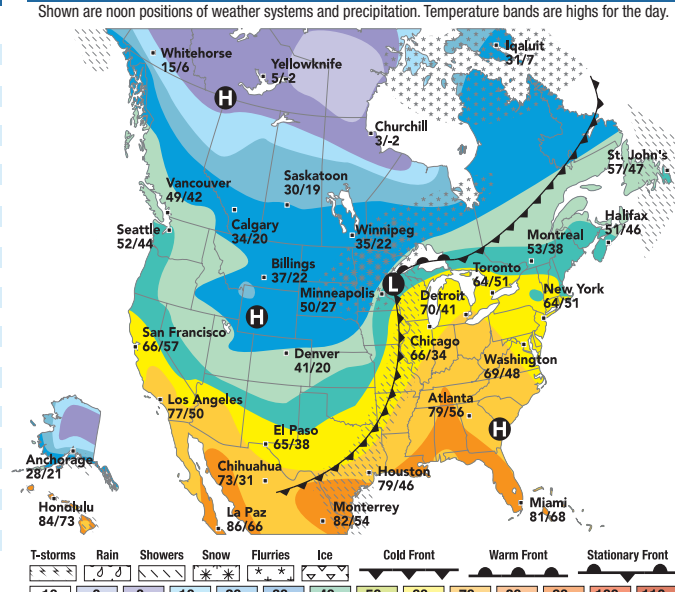 Shown are noon positions of weather systems and precipitation. Temperature bands are highs for the day.
Whitehorse
15/6
Yellowknife
5/-2
Iqaluit
31/7
H
Churchill
3/-2
St. John's
57/47
Vancouver
49/42
Saskatoon
30/19
Halifax
51/46
Seattle
52/44
Calgary
34/20
Winnipeg
35/22
Montreal
53/38
Billings
37/22
Toronto
64/51
L
Minneapolis
50/27
Detroit
70/41
New York
64/51
H
San Francisco
66/57
Denver
41/20
Chicago
66/34
Washington
69/48
Los Angeles
77/50
Atlanta
79/56
El Paso
65/38
H
Anchorage
28/21
Chihuahua
73/31
Houston
79/46
Honolulu
84/73
La Paz
86/66
Monterrey
82/54
Miami
81/68
T-storms Rain Showers Snow Flurries Ice Cold Front Warm Front Stationary Front